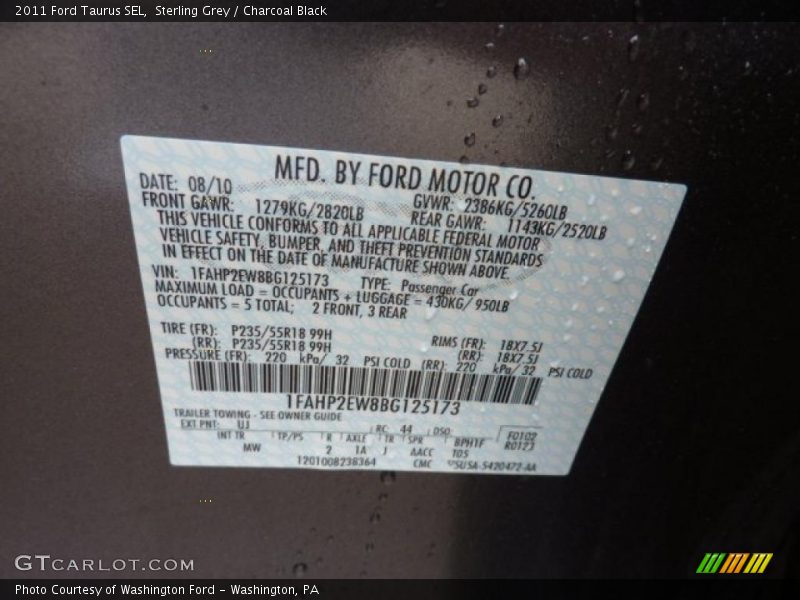 2011 Ford Taurus SEL, Sterling Grey / Charcoal Black
MFD. BY FORD MOTOR CO.
DATE: 08/10 GVWR: 2386KG/5260LB
FRONT GAWR: 1279KG/2820LB REAR GAWR: 1143KG/2520LB
THIS VEHICLE CONFORMS TO ALL APPLICABLE FEDERAL MOTOR
VEHICLE SAFETY, BUMPER, AND THEFT PREVENTION STANDARDS
IN EFFECT ON THE DATE OF MANUFACTURE SHOWN ABOVE.
VIN: 1FAHP2EW8BG125173 TYPE: Passenger Car
MAXIMUM LOAD = OCCUPANTS + LUGGAGE = 430KG/ 950LB
OCCUPANTS = 5 TOTAL; 2 FRONT, 3 REAR
TIRE (FR): P235/55R18 99H RIMS (FR): 18X7.5J
(RR): P235/55R18 99H (RR): 18X7.5J
PRESSURE (FR): 220 kPa/ 32 PSI COLD (RR): 220 kPa/ 32 PSI COLD
1FAHP2EW8BG125173
TRAILER TOWING - SEE OWNER GUIDE
EXT PNT: UJ RC: 44 DSO: F0102
INT TR TP/PS R AXLE TR SPR BPHTF R0123
MW 2 1A J AACC T05
1201008238364 CMC 5U5A-5420472-AA
GTCARLOT.COM
Photo Courtesy of Washington Ford - Washington, PA